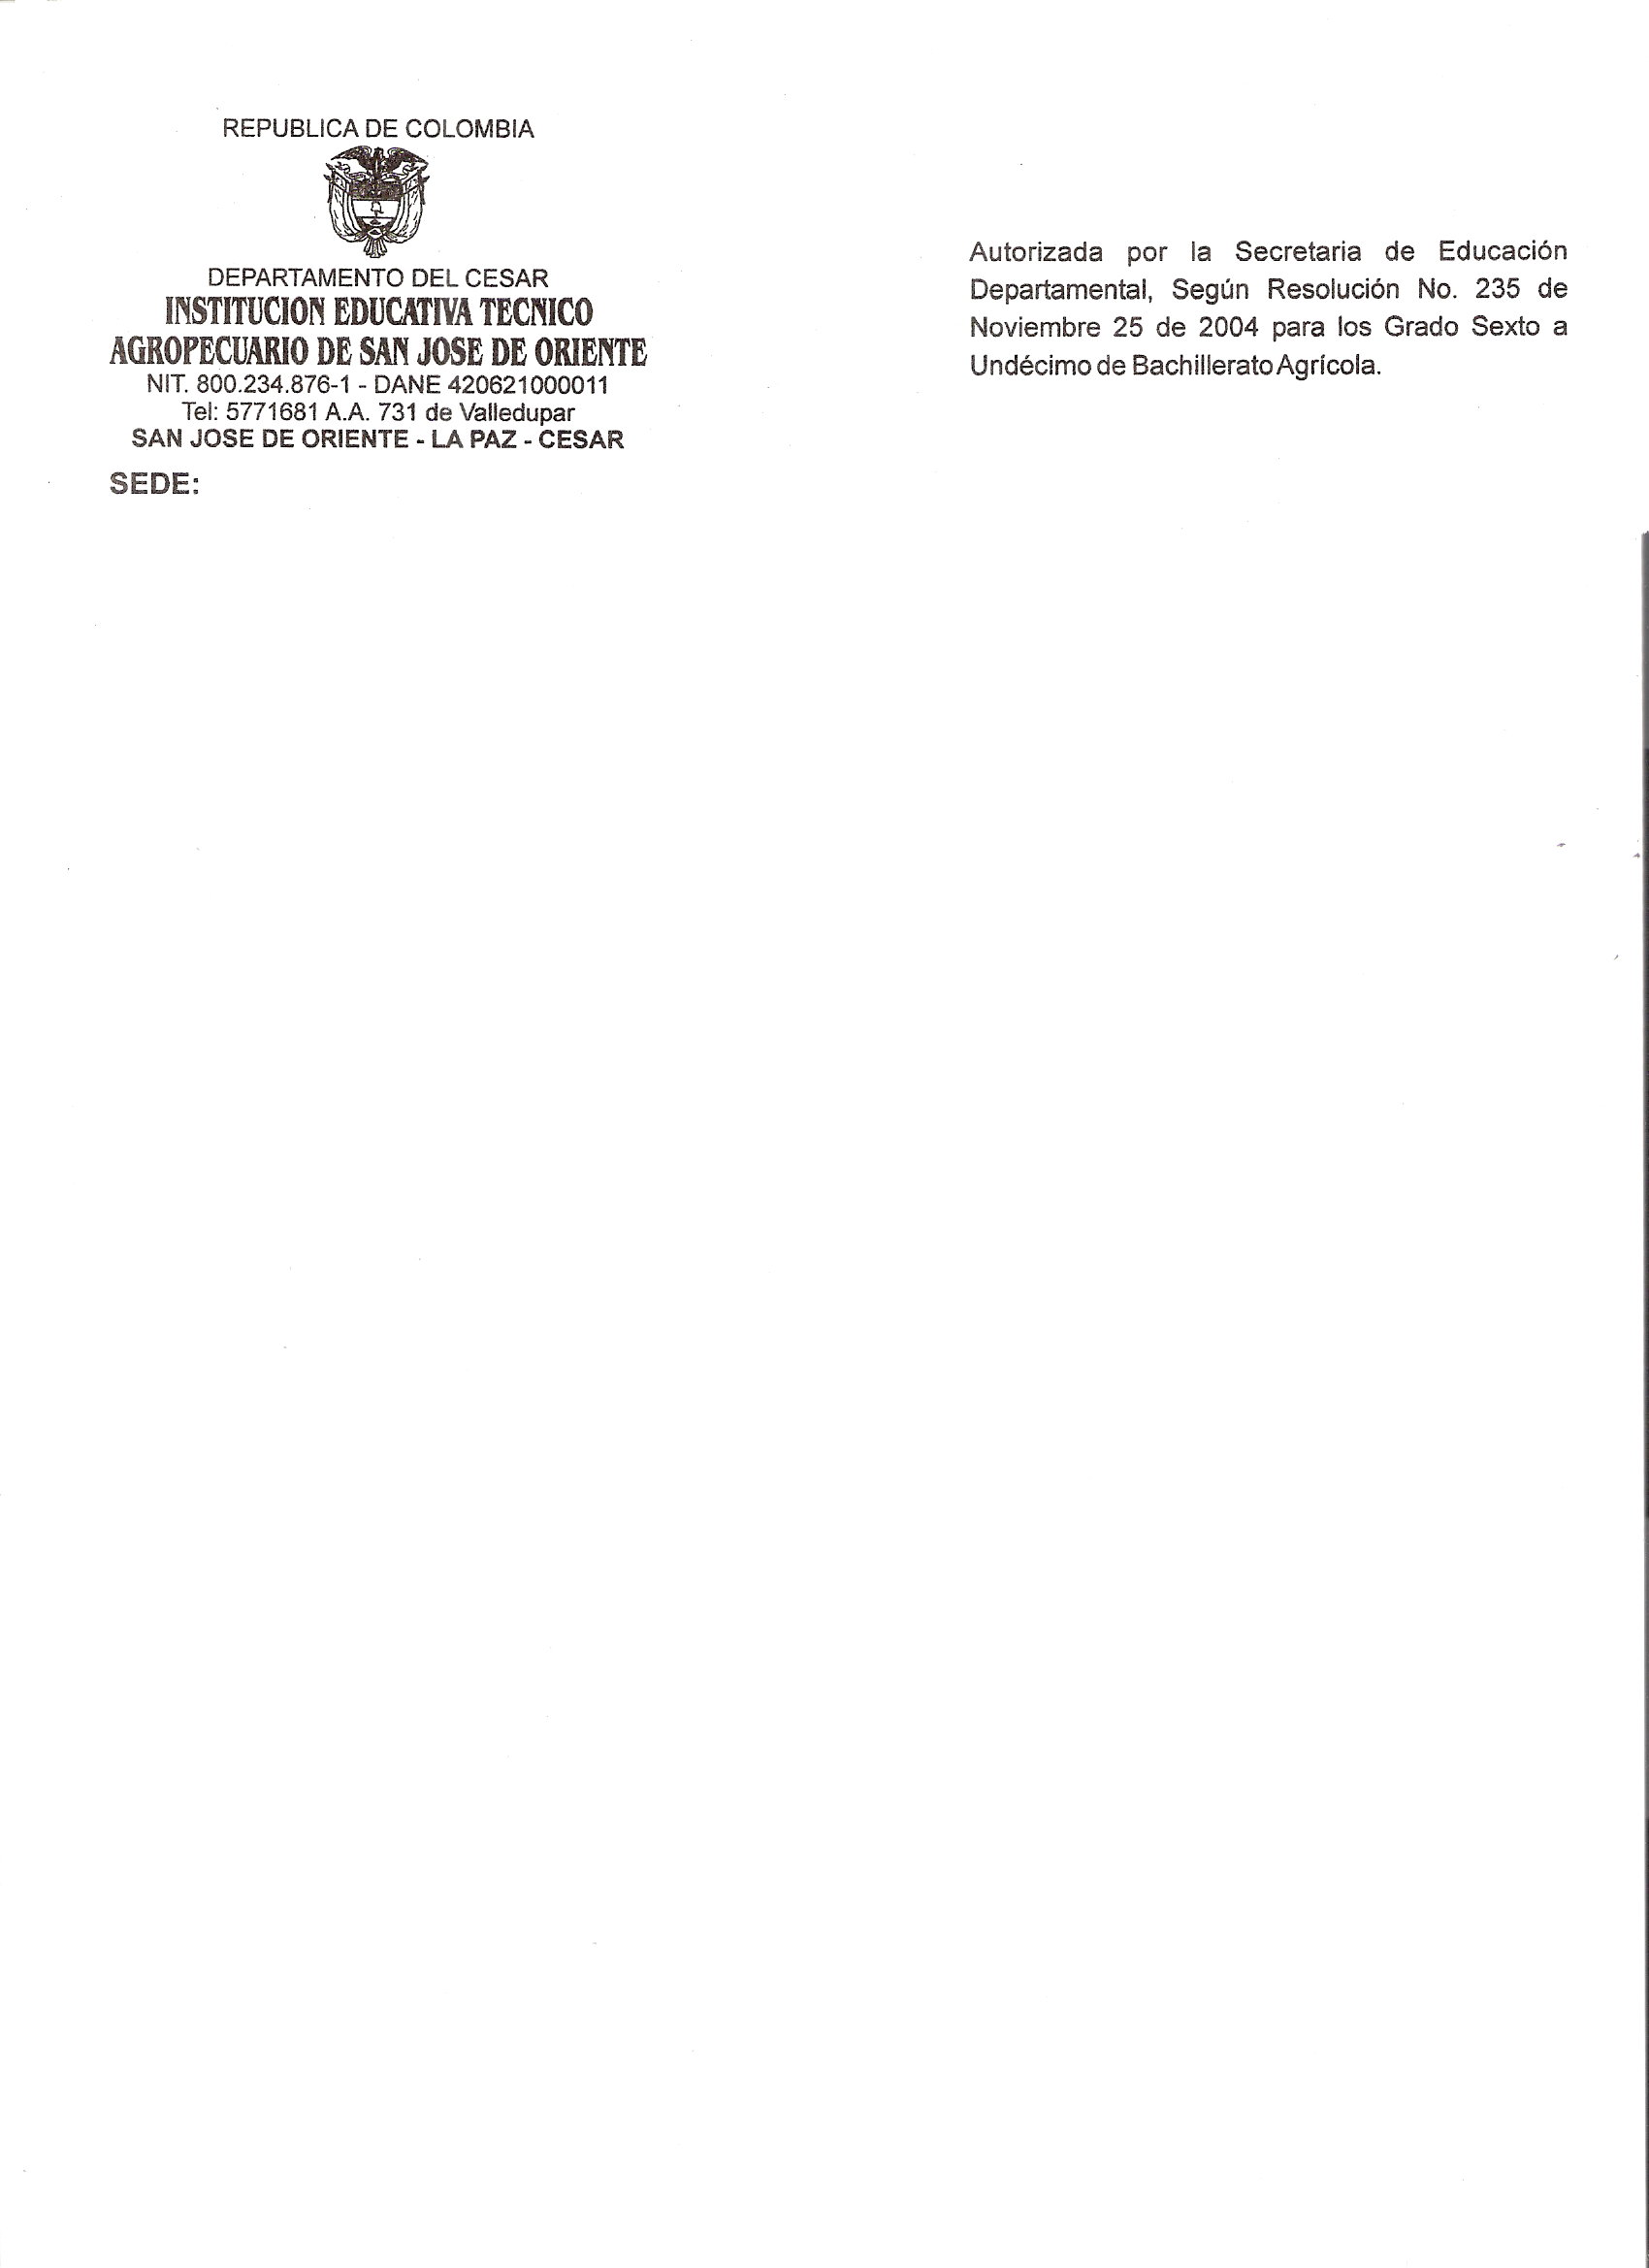 REPUBLICA DE COLOMBIA
DEPARTAMENTO DEL CESAR
INSTITUCION EDUCATIVA TECNICO
AGROPECUARIO DE SAN JOSE DE ORIENTE
NIT. 800.234.876-1 - DANE 420621000011
Tel: 5771681 A.A. 731 de Valledupar
SAN JOSE DE ORIENTE - LA PAZ - CESAR
SEDE:
Autorizada por la Secretaria de Educación
Departamental, Según Resolución No. 235 de
Noviembre 25 de 2004 para los Grado Sexto a
Undécimo de Bachillerato Agrícola.